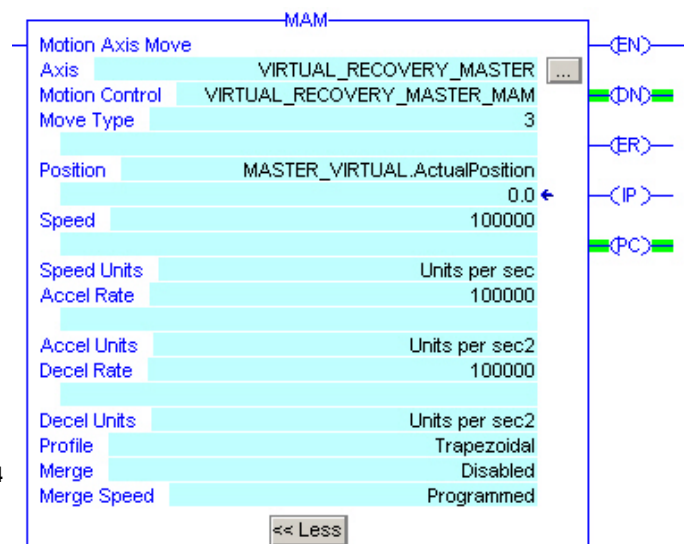 MAM
Motion Axis Move
(EN)
Axis VIRTUAL_RECOVERY_MASTER ...
Motion Control VIRTUAL_RECOVERY_MASTER_MAM
(DN)
Move Type 3
(ER)
Position MASTER_VIRTUAL.ActualPosition
0.0
(IP)
Speed 100000
(PC)
Speed Units Units per sec
Accel Rate 100000
Accel Units Units per sec2
Decel Rate 100000
Decel Units Units per sec2
Profile Trapezoidal
4
Merge Disabled
Merge Speed Programmed
<< Less